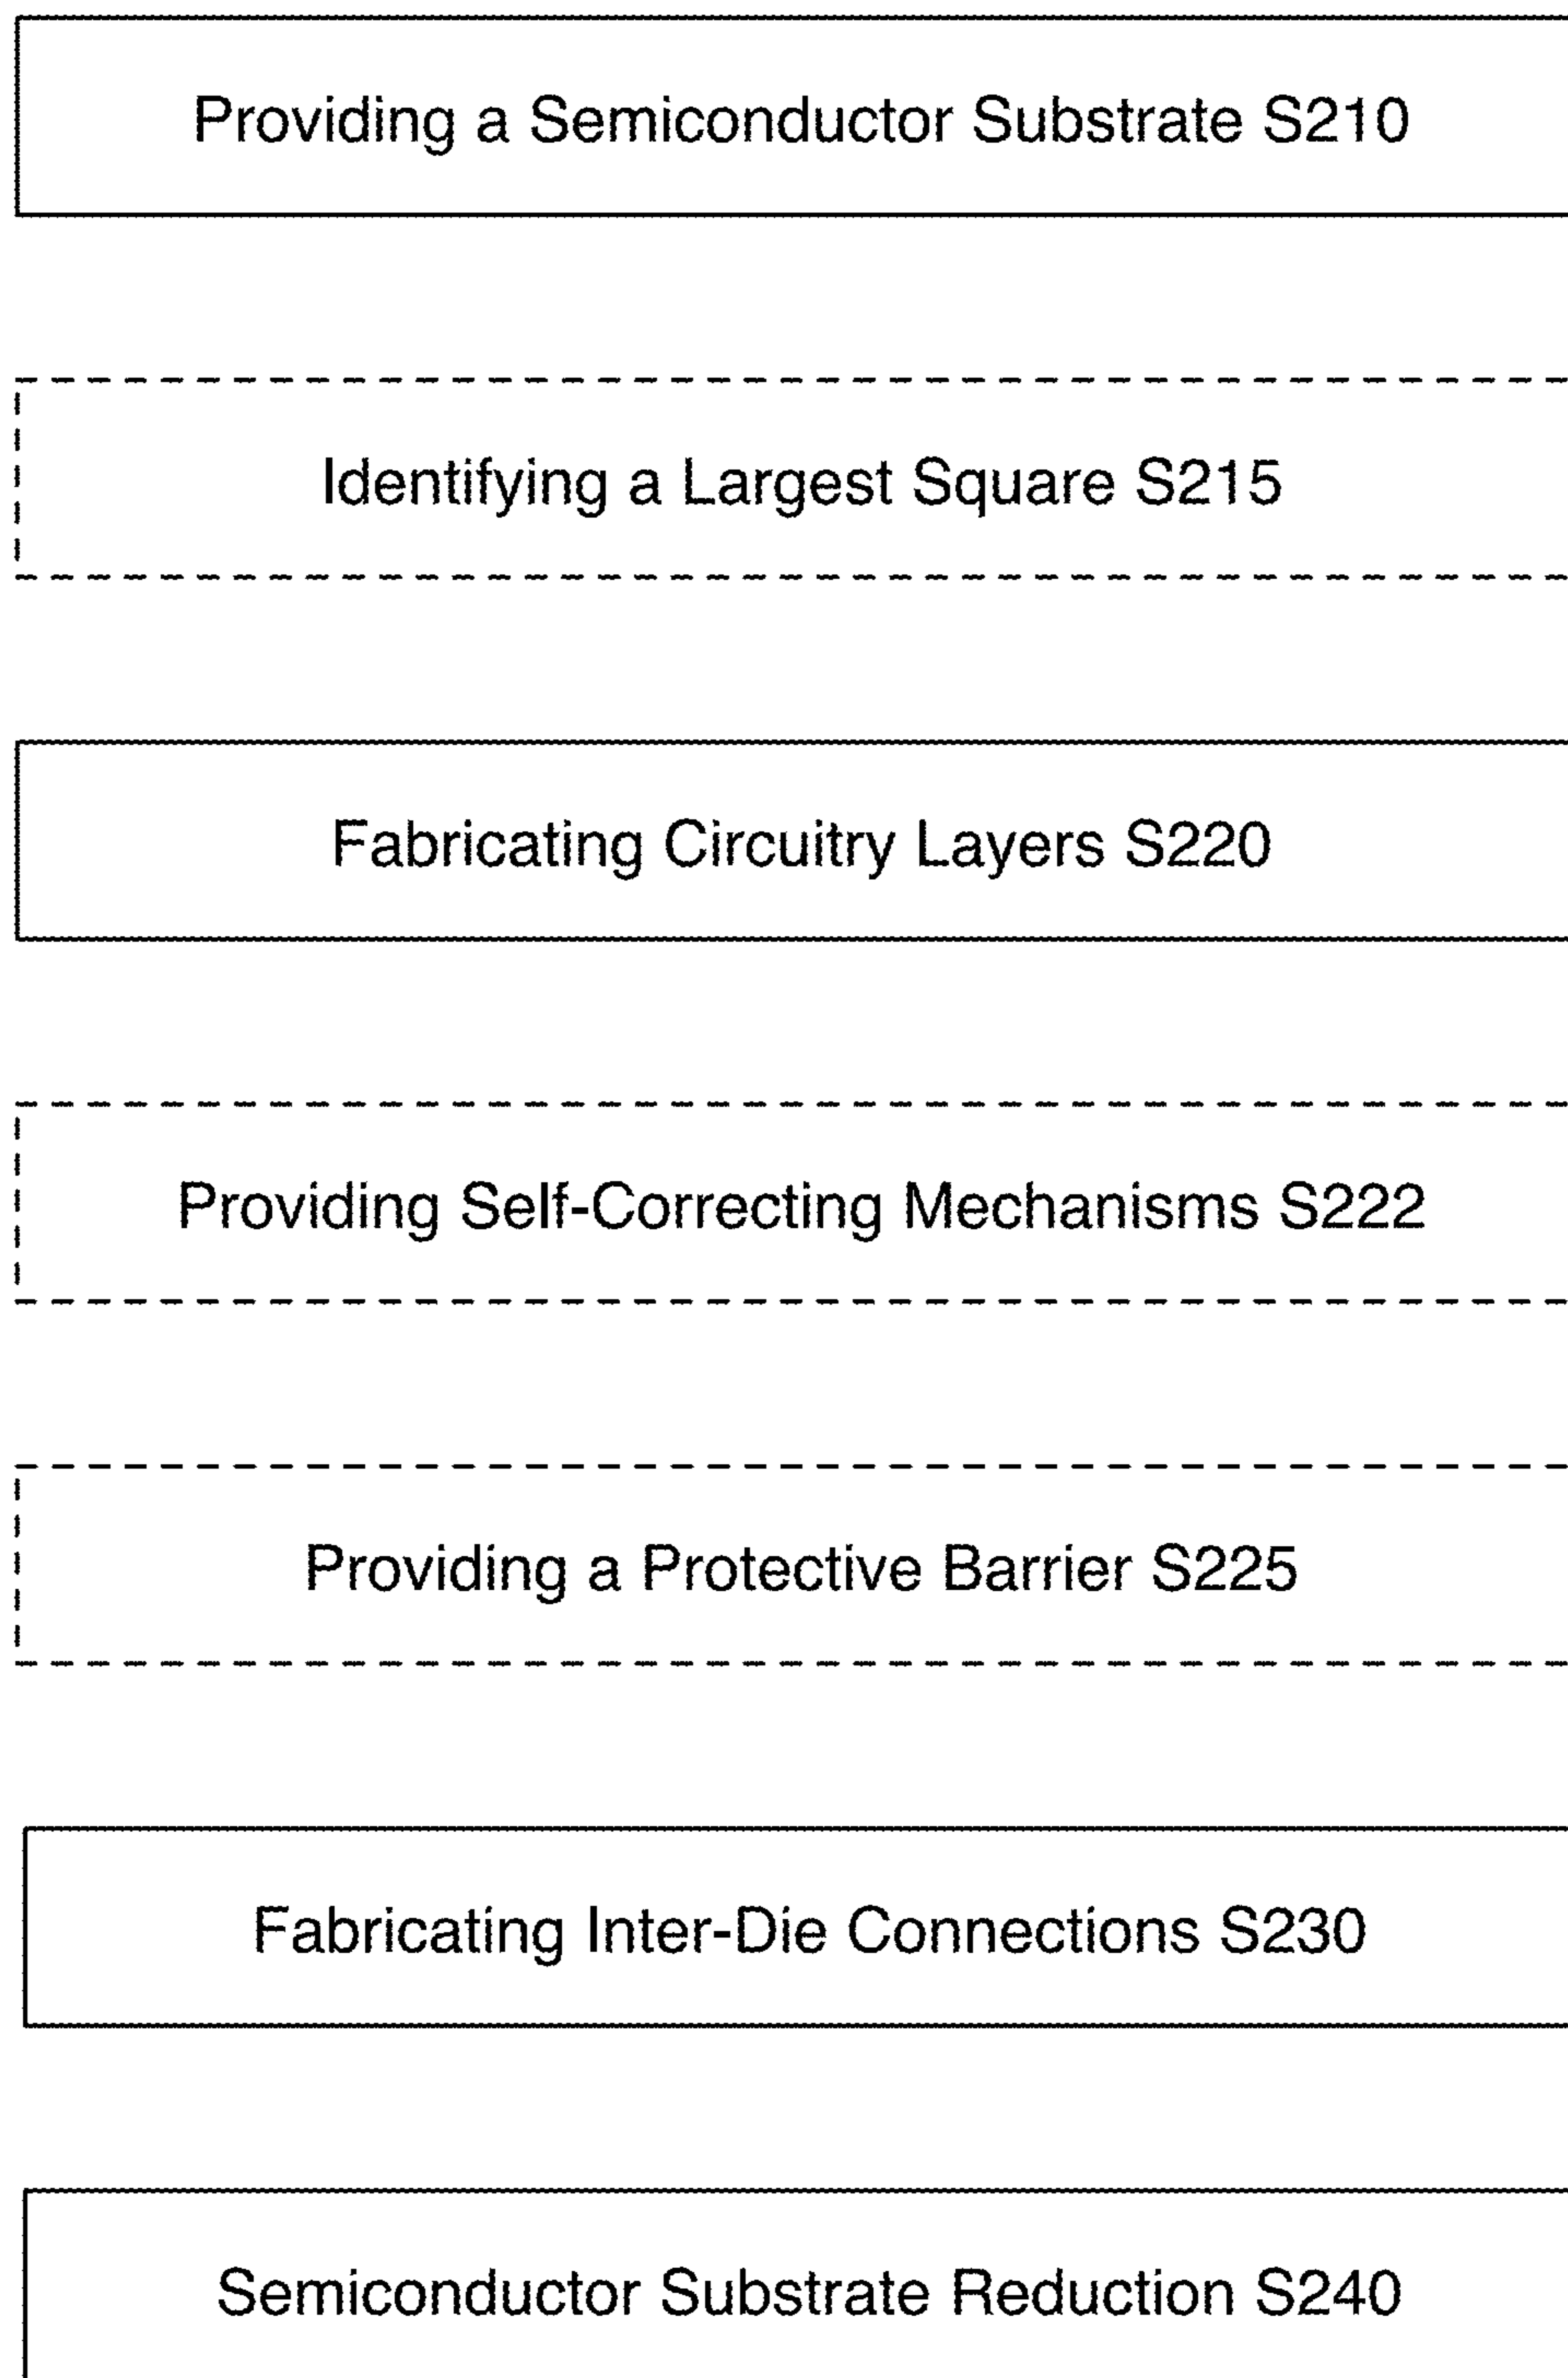 Providing a Semiconductor Substrate S210
Identifying a Largest Square S215
Fabricating Circuitry Layers S220
Providing Self-Correcting Mechanisms S222
Providing a Protective Barrier S225
Fabricating Inter-Die Connections S230
Semiconductor Substrate Reduction S240